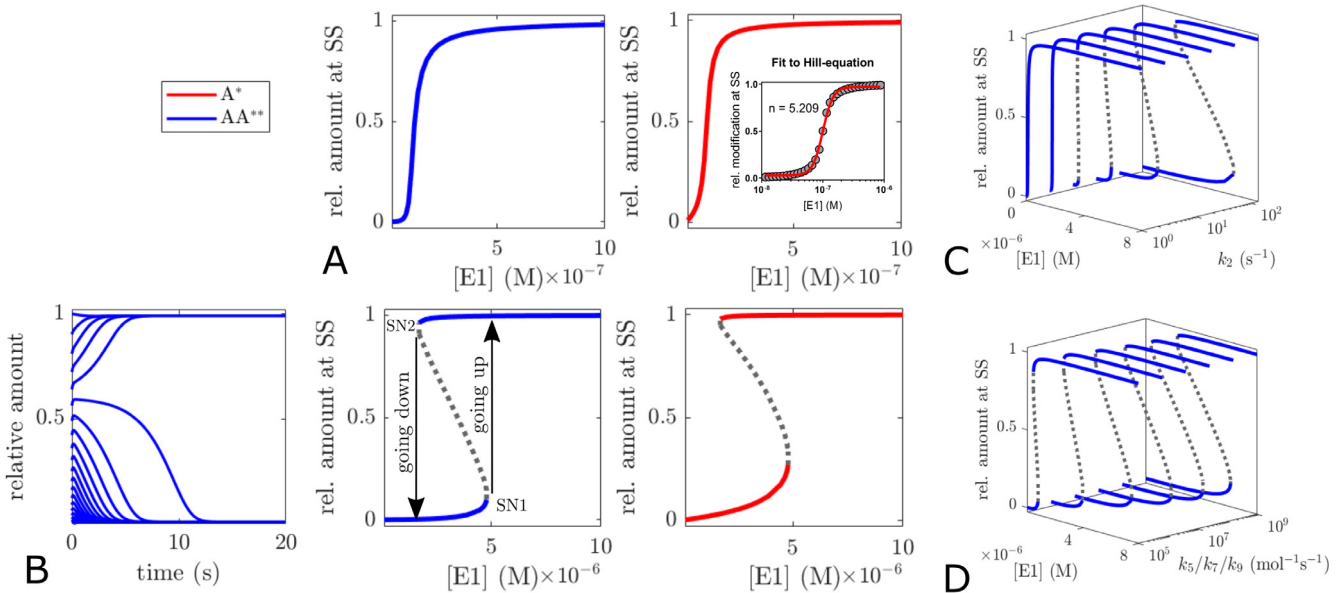 A*
AA**
A
rel. amount at SS
1
0.5
0
5
10
[E1] (M)×10⁻⁷
rel. amount at SS
1
0.5
0
5
10
[E1] (M)×10⁻⁷
Fit to Hill-equation
rel. modification at SS
1.0
0.5
0.0
n = 5.209
10⁻⁸
10⁻⁷
10⁻⁶
[E1] (M)
C
rel. amount at SS
1
0.5
0
0
4
8
×10⁻⁶
[E1] (M)
10⁰
10¹
10²
k₂ (s⁻¹)
B
relative amount
1
0.5
0
10
20
time (s)
rel. amount at SS
1
0.5
0
SN2
going down
going up
SN1
5
10
[E1] (M)×10⁻⁶
rel. amount at SS
1
0.5
0
5
10
[E1] (M)×10⁻⁶
D
rel. amount at SS
1
0.5
0
0
4
8
×10⁻⁶
[E1] (M)
10⁵
10⁷
10⁹
k₅/k₇/k₉ (mol⁻¹s⁻¹)